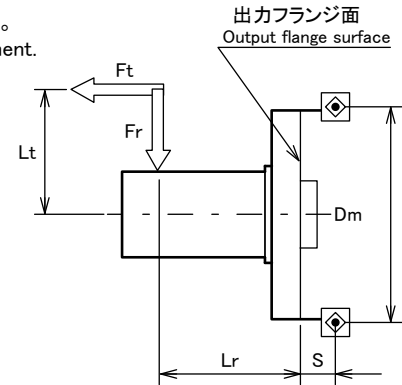 。
ment.
出力フランジ面
Output flange surface
Ft
Fr
Lt
Dm
Lr
S